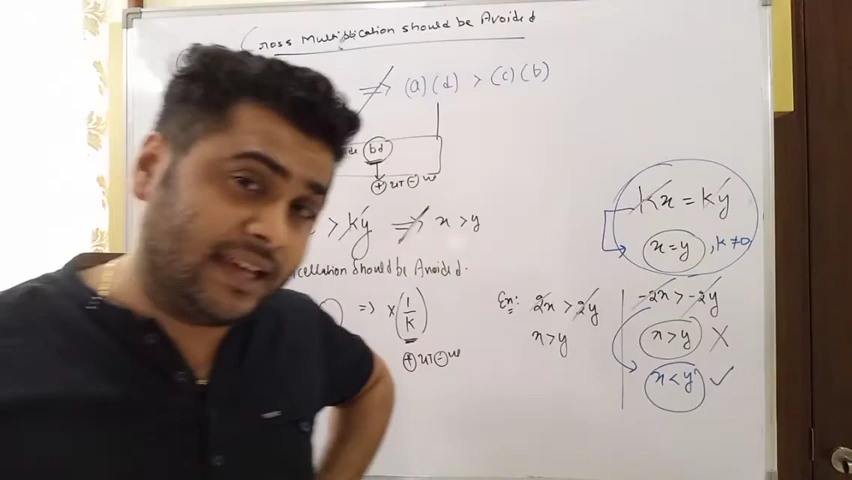 Cross Multiplication should be Avoided
=> (a)(d) > (c)(b)
bd
+ ve - ve
> ky => x > y
Cancellation should be Avoided.
=> x(1/k)
+ ve - ve
Ex: 2x > 2y
x > y
-2x > -2y
x > y ×
x < y ✓
kx = ky
x = y , k ≠ 0